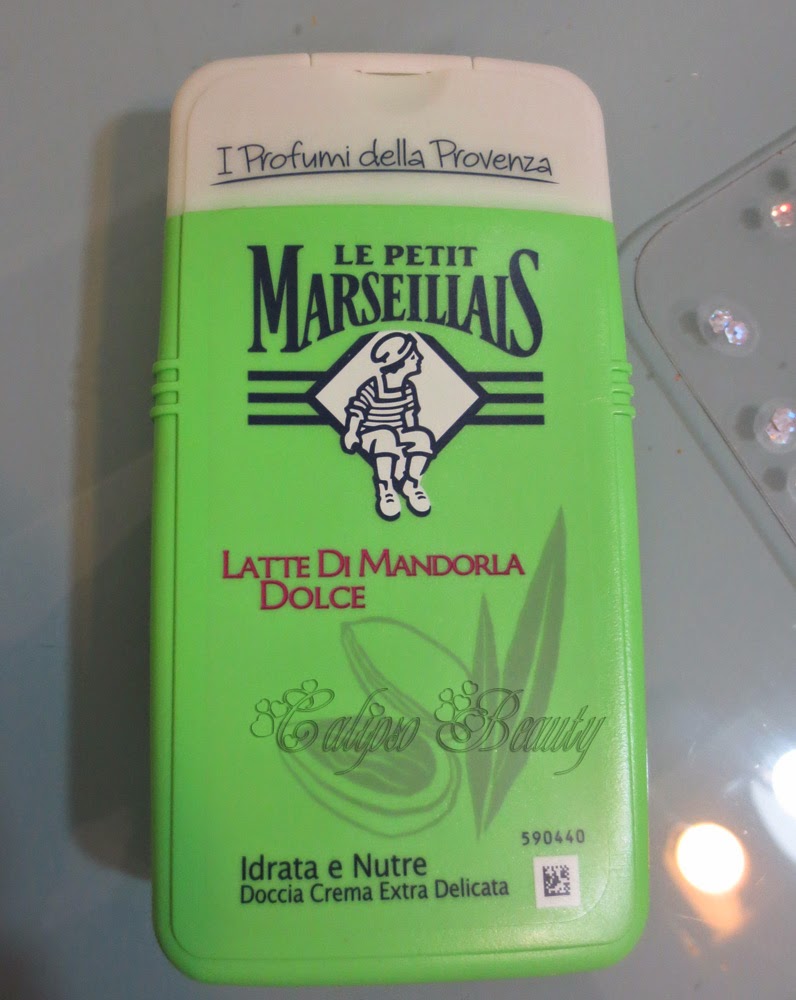 I Profumi della Provenza
LE PETIT
MARSEILLAIS
LATTE DI MANDORLA
DOLCE
Calipso Beauty
590440
Idrata e Nutre
Doccia Crema Extra Delicata